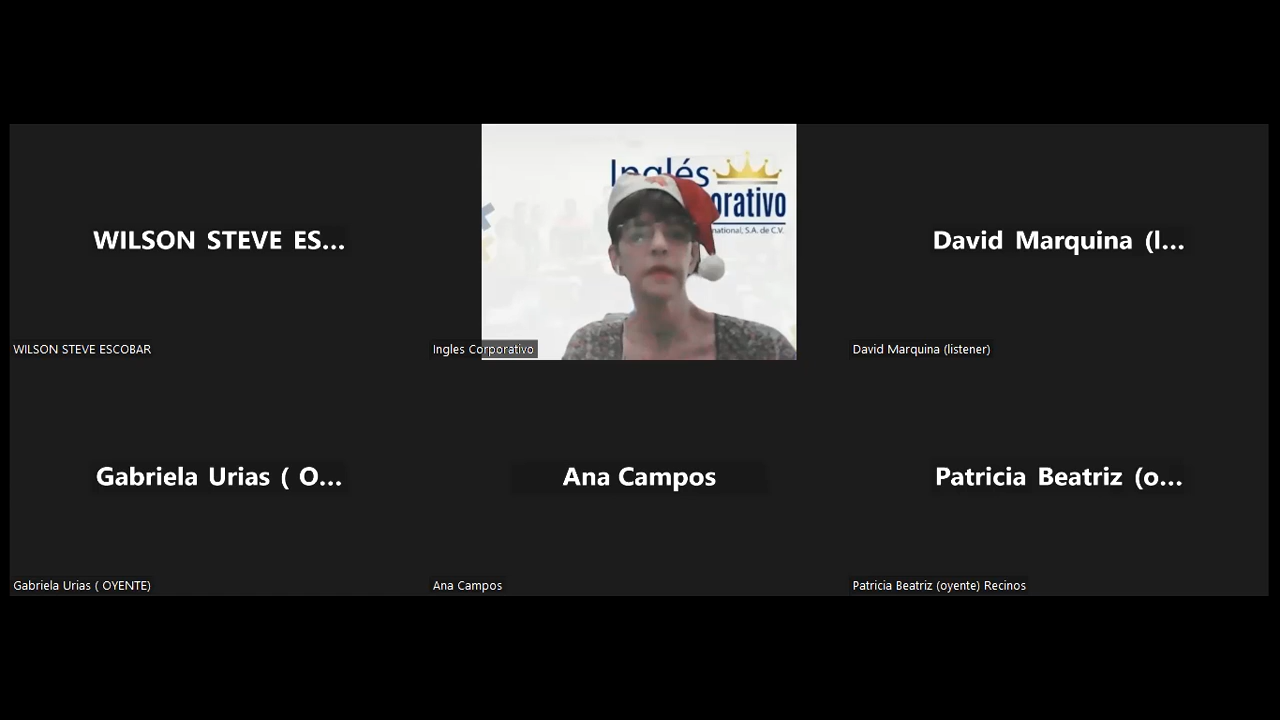 WILSON STEVE ES...
WILSON STEVE ESCOBAR
Inglés
orativo
national, S.A. de C.V.
Ingles Corporativo
David Marquina (l...
David Marquina (listener)
Gabriela Urias ( O...
Gabriela Urias ( OYENTE)
Ana Campos
Ana Campos
Patricia Beatriz (o...
Patricia Beatriz (oyente) Recinos